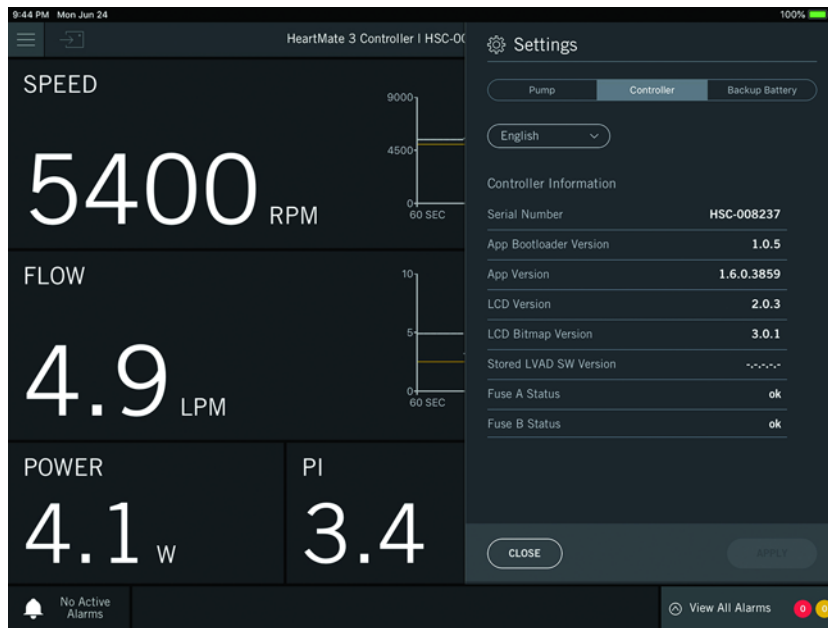 9:44 PM Mon Jun 24
100%
HeartMate 3 Controller | HSC-00
SPEED
5400 RPM
9000
4500
0
60 SEC
FLOW
4.9 LPM
10
5
0
60 SEC
POWER
4.1 W
PI
3.4
Settings
Pump Controller Backup Battery
English
Controller Information
Serial Number HSC-008237
App Bootloader Version 1.0.5
App Version 1.6.0.3859
LCD Version 2.0.3
LCD Bitmap Version 3.0.1
Stored LVAD SW Version -.-.-.-.-
Fuse A Status ok
Fuse B Status ok
CLOSE APPLY
No Active
Alarms
View All Alarms 0 0